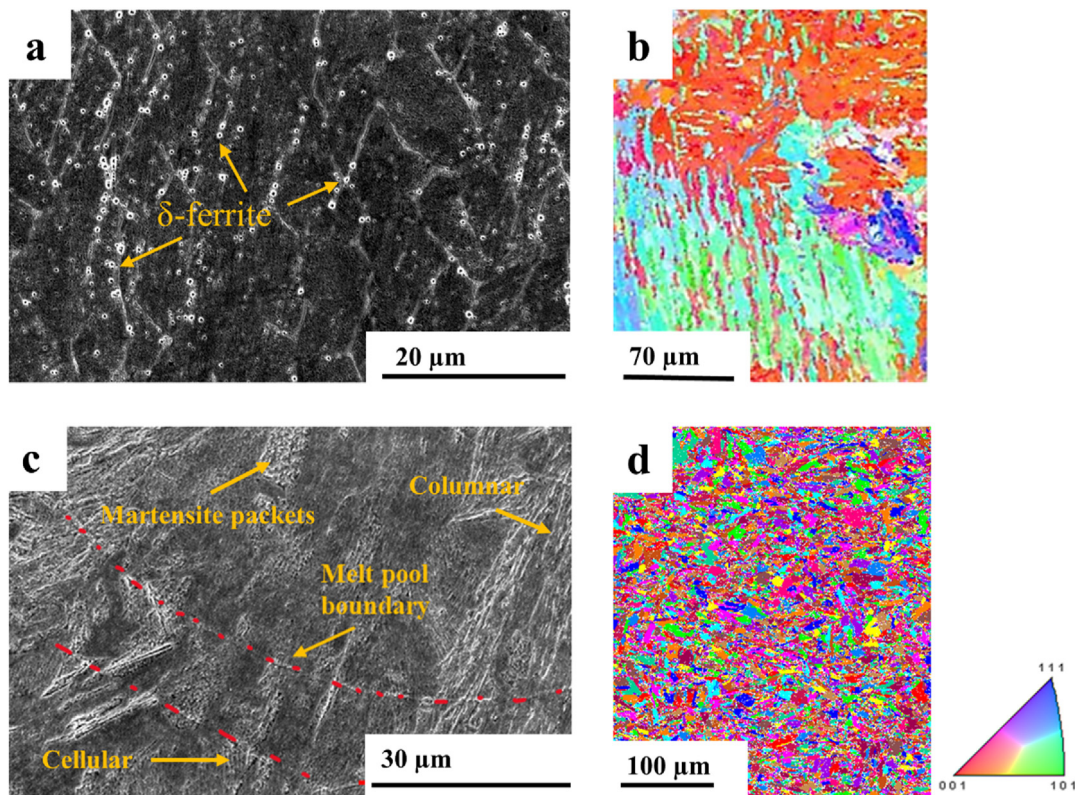 a
b
δ-ferrite
20 μm
70 μm
c
d
Martensite packets
Columnar
Melt pool
boundary
Cellular
30 μm
100 μm
111
001
101